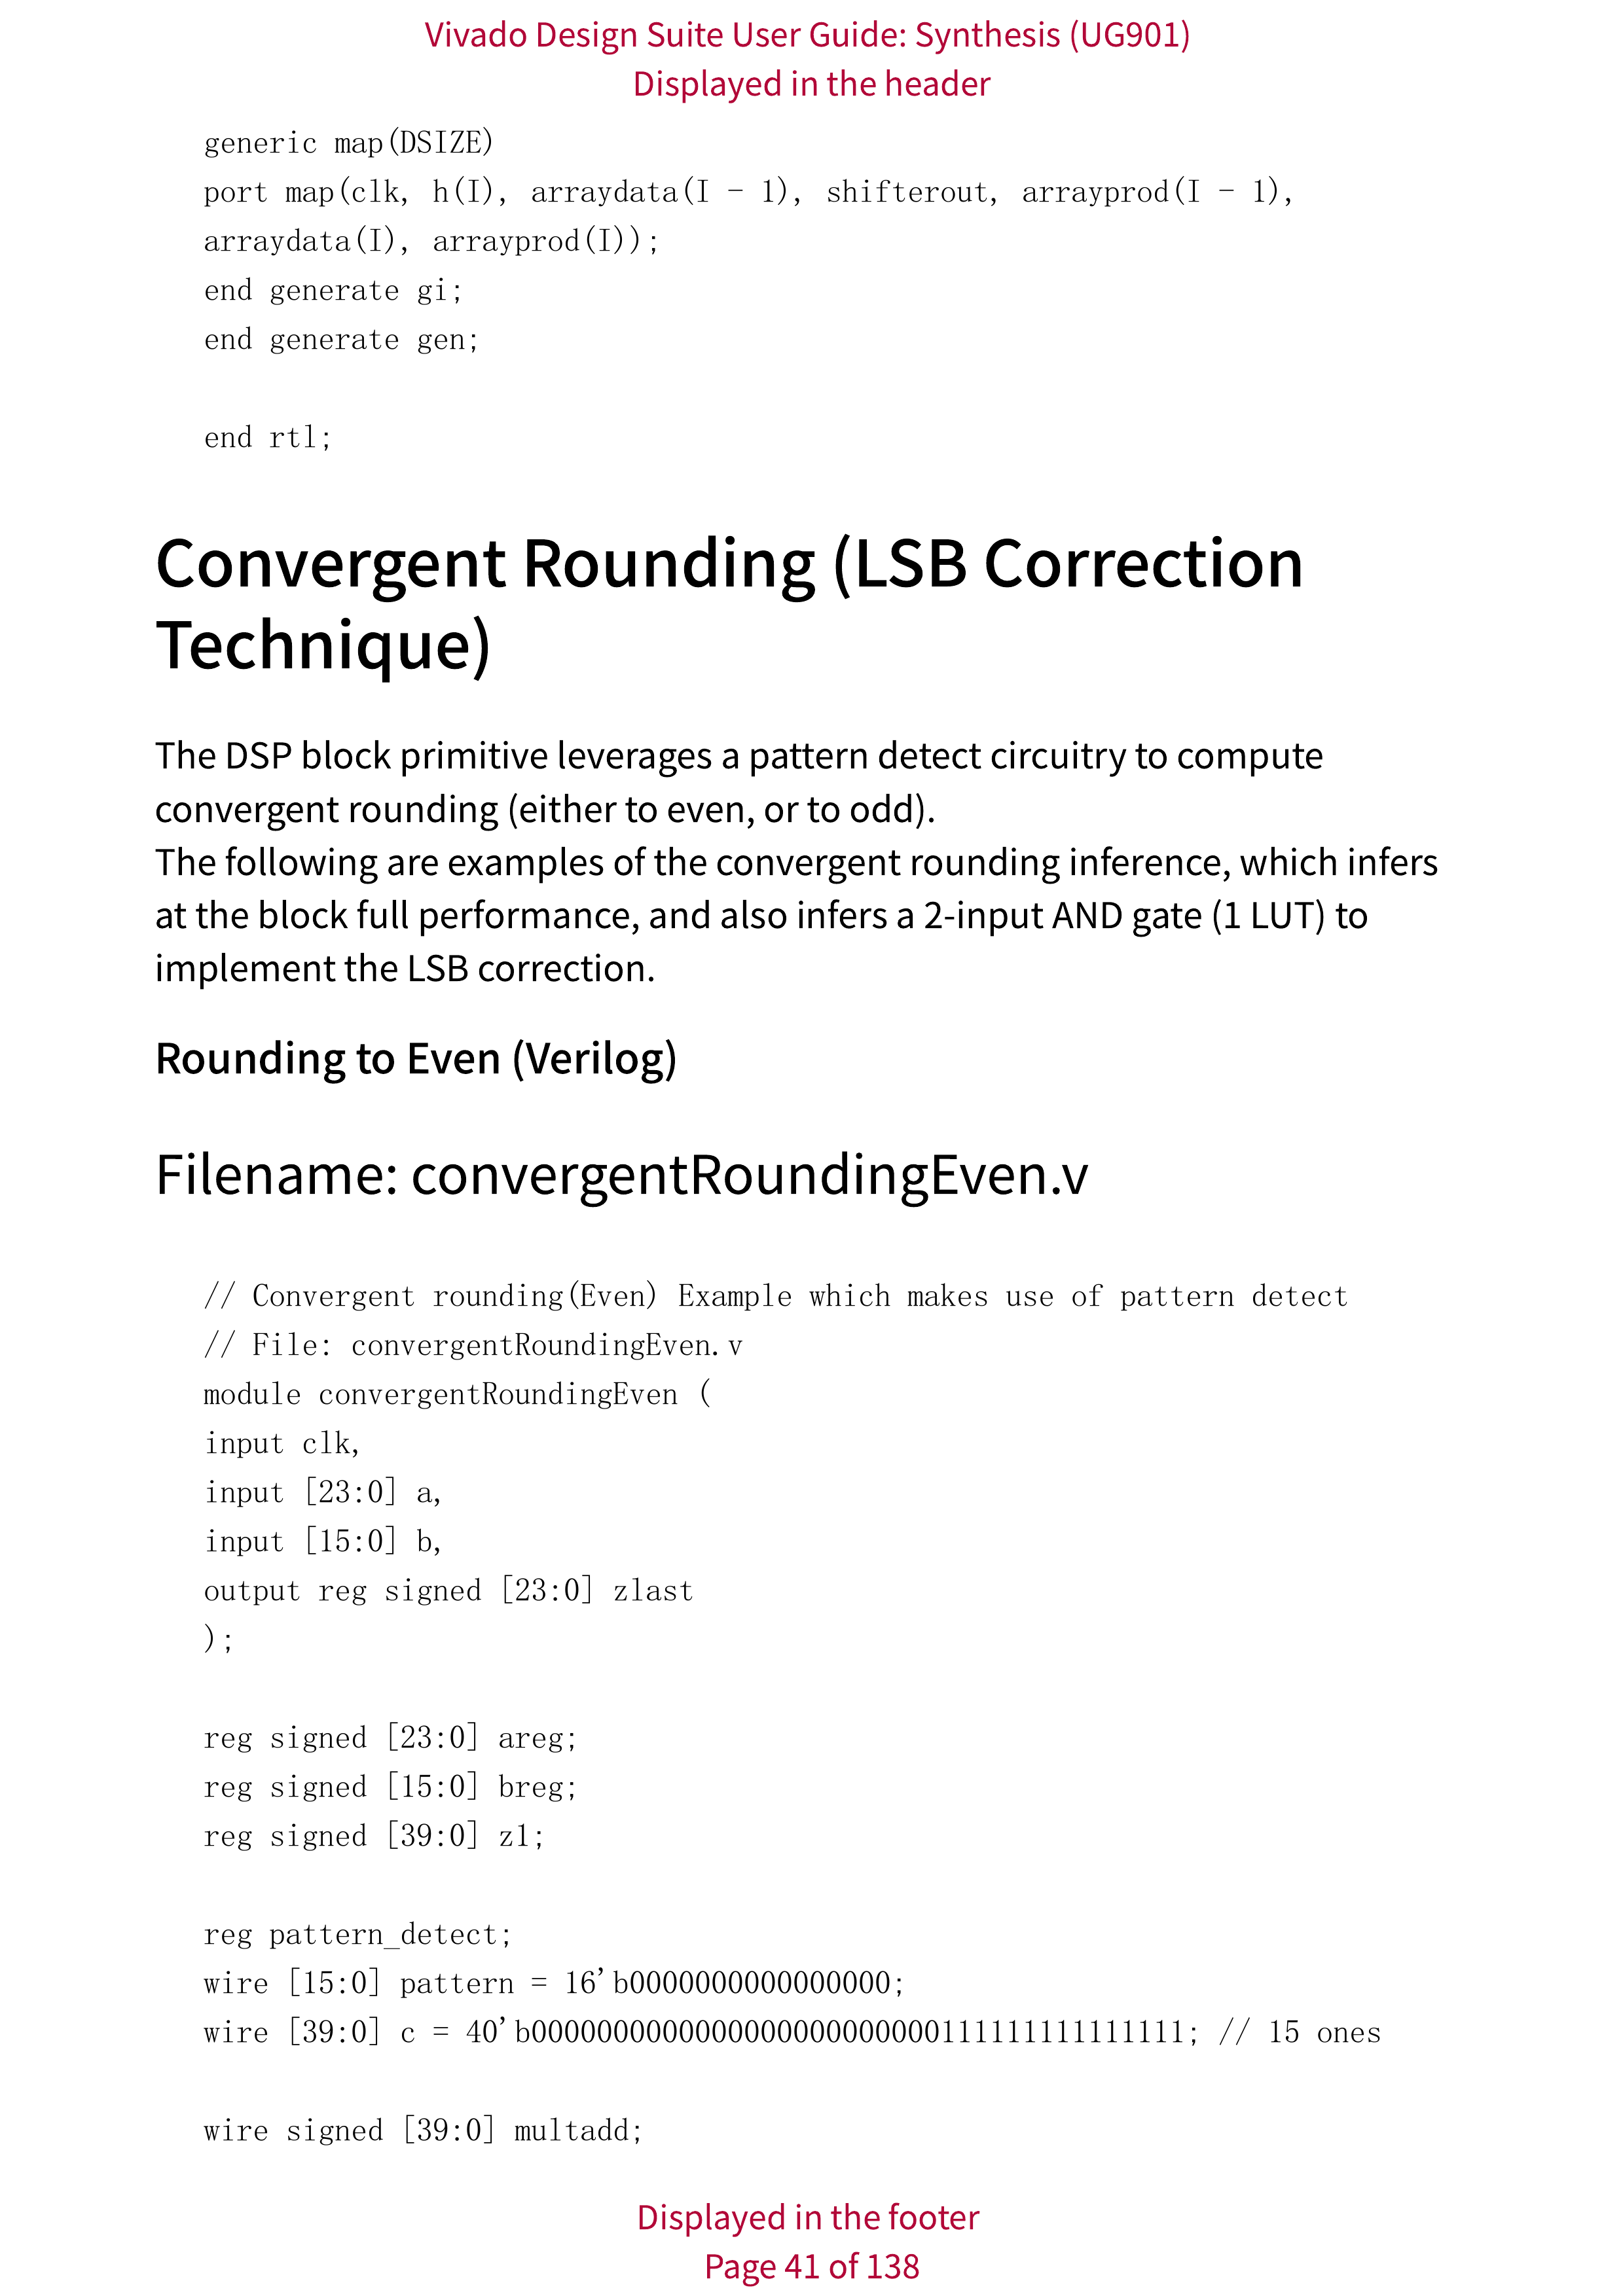 Vivado Design Suite User Guide: Synthesis (UG901)
Displayed in the header
generic map(DSIZE)
port map(clk, h(I), arraydata(I - 1), shifterout, arrayprod(I - 1),
arraydata(I), arrayprod(I));
end generate gi;
end generate gen;
end rtl;
Convergent Rounding (LSB Correction
Technique)
The DSP block primitive leverages a pattern detect circuitry to compute
convergent rounding (either to even, or to odd).
The following are examples of the convergent rounding inference, which infers
at the block full performance, and also infers a 2-input AND gate (1 LUT) to
implement the LSB correction.
Rounding to Even (Verilog)
Filename: convergentRoundingEven.v
// Convergent rounding(Even) Example which makes use of pattern detect
// File: convergentRoundingEven.v
module convergentRoundingEven (
input clk,
input [23:0] a,
input [15:0] b,
output reg signed [23:0] zlast
);
reg signed [23:0] areg;
reg signed [15:0] breg;
reg signed [39:0] z1;
reg pattern_detect;
wire [15:0] pattern = 16'b0000000000000000;
wire [39:0] c = 40'b0000000000000000000000000111111111111111; // 15 ones
wire signed [39:0] multadd;
Displayed in the footer
Page 41 of 138